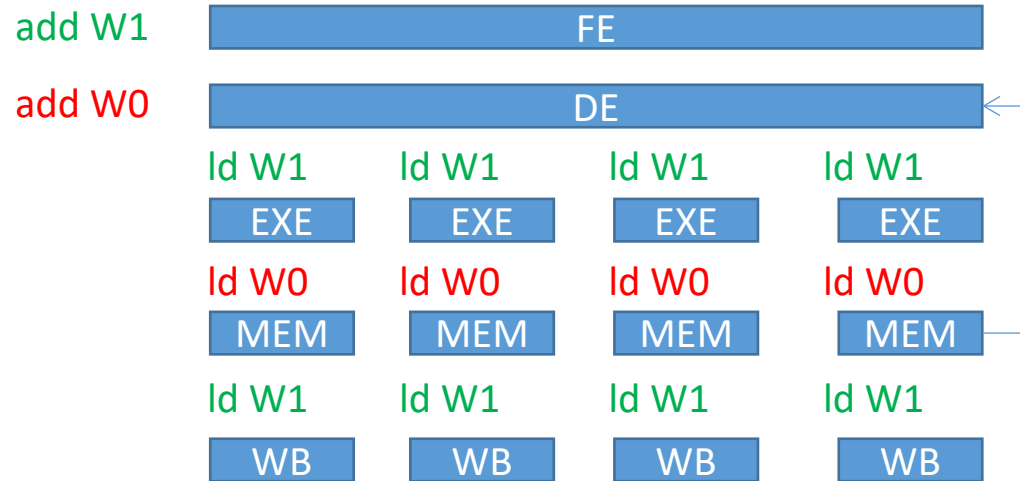 add W1 FE
add W0 DE
ld W1 ld W1 ld W1 ld W1
EXE EXE EXE EXE
ld W0 ld W0 ld W0 ld W0
MEM MEM MEM MEM
ld W1 ld W1 ld W1 ld W1
WB WB WB WB